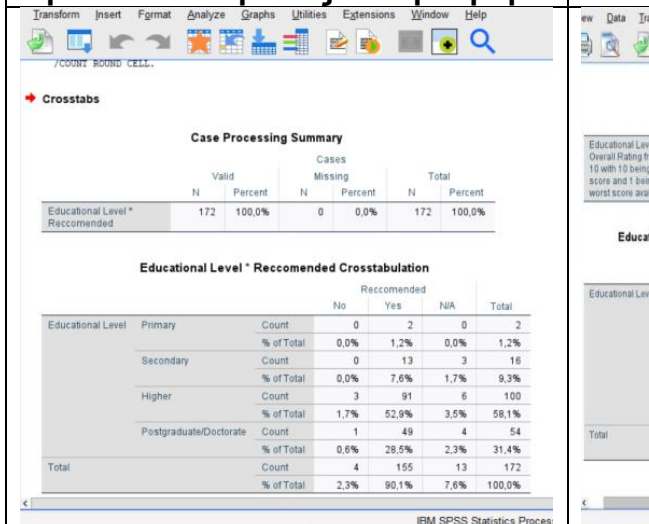 Transform Insert Format Analyze Graphs Utilities Extensions Window Help
/COUNT ROUND CELL.
Crosstabs
Case Processing Summary
Cases
Valid Missing Total
N Percent N Percent N Percent
Educational Level * Reccomended 172 100,0% 0 0,0% 172 100,0%
Educational Level * Reccomended Crosstabulation
Reccomended
No Yes N/A Total
Educational Level Primary Count 0 2 0 2
% of Total 0,0% 1,2% 0,0% 1,2%
Secondary Count 0 13 3 16
% of Total 0,0% 7,6% 1,7% 9,3%
Higher Count 3 91 6 100
% of Total 1,7% 52,9% 3,5% 58,1%
Postgraduate/Doctorate Count 1 49 4 54
% of Total 0,6% 28,5% 2,3% 31,4%
Total Count 4 155 13 172
% of Total 2,3% 90,1% 7,6% 100,0%
IBM SPSS Statistics Proces
ew Data Tra
Educational Lev
Overall Rating fr
10 with 10 being
score and 1 bein
worst score avai
Educat
Educational Lev
Total